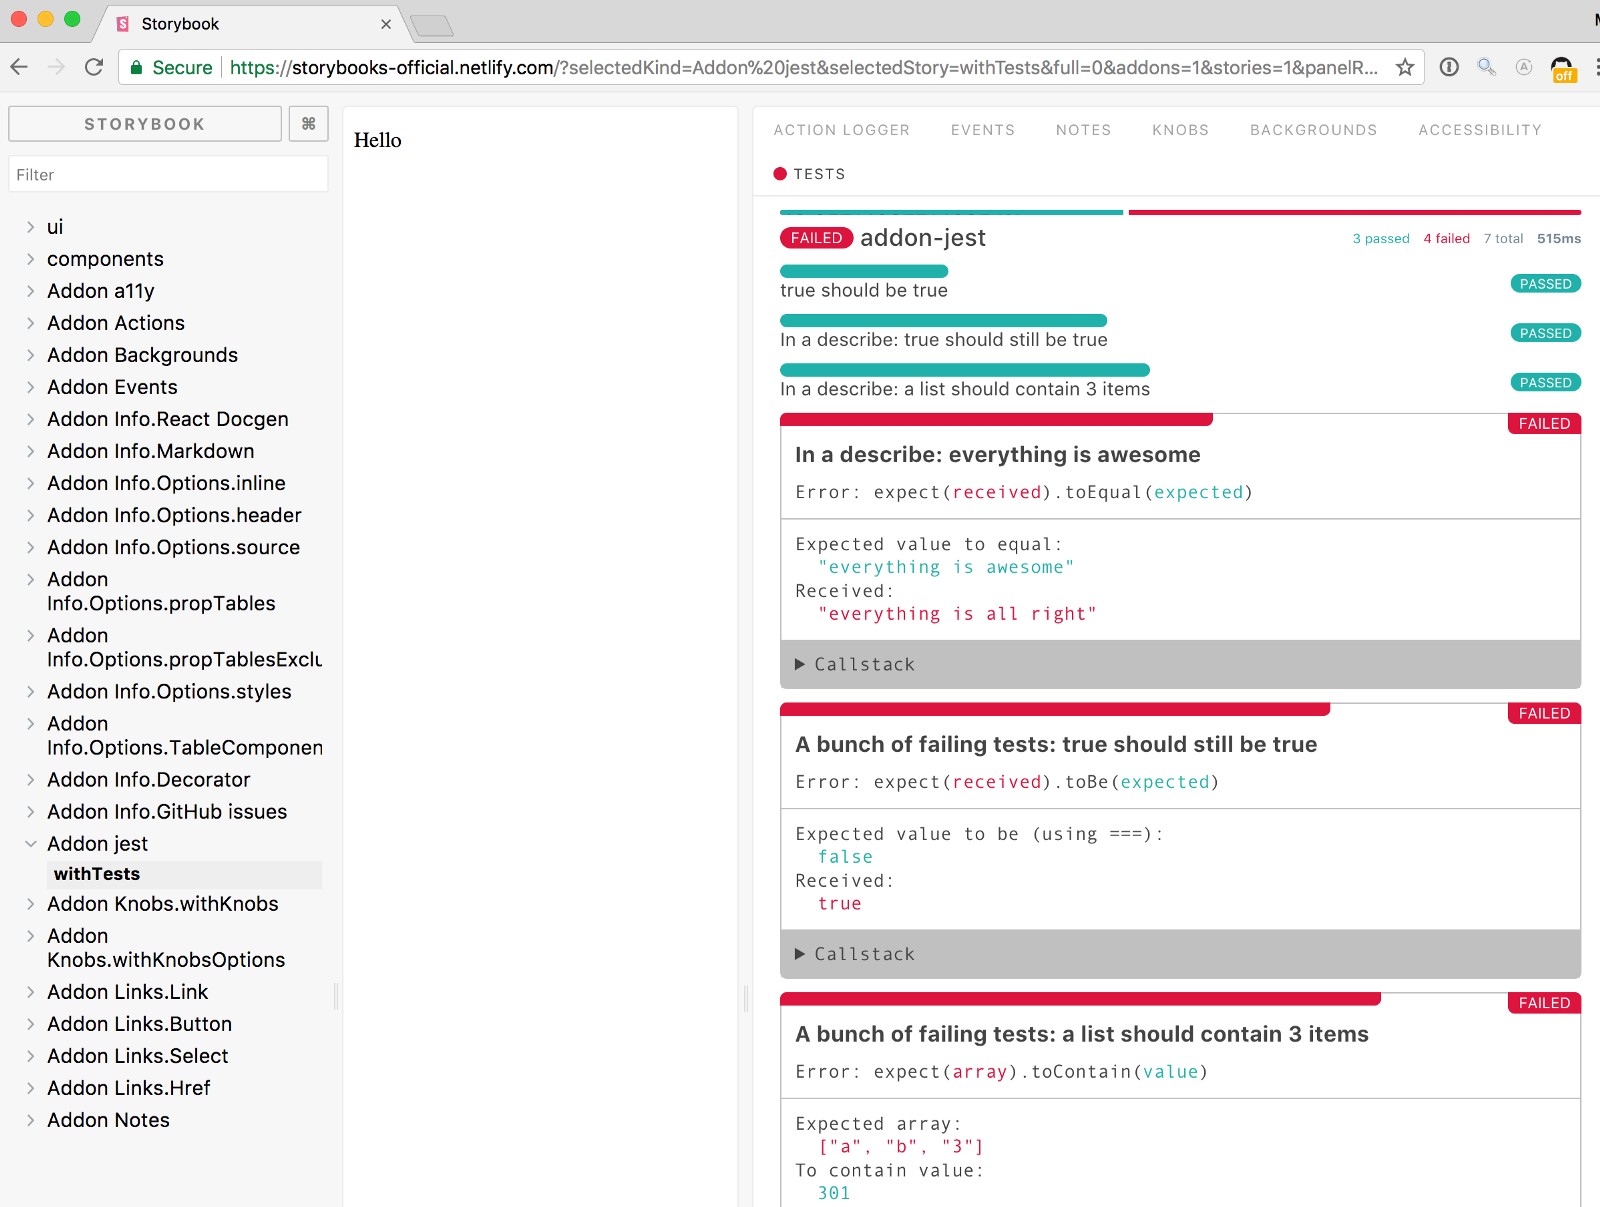 Storybook
Secure https://storybooks-official.netlify.com/?selectedKind=Addon%20jest&selectedStory=withTests&full=0&addons=1&stories=1&panelR...
off
STORYBOOK ⌘
Filter
ui
components
Addon a11y
Addon Actions
Addon Backgrounds
Addon Events
Addon Info.React Docgen
Addon Info.Markdown
Addon Info.Options.inline
Addon Info.Options.header
Addon Info.Options.source
Addon
Info.Options.propTables
Addon
Info.Options.propTablesExclu
Addon Info.Options.styles
Addon
Info.Options.TableComponen
Addon Info.Decorator
Addon Info.GitHub issues
Addon jest
withTests
Addon Knobs.withKnobs
Addon
Knobs.withKnobsOptions
Addon Links.Link
Addon Links.Button
Addon Links.Select
Addon Links.Href
Addon Notes
Hello
ACTION LOGGER EVENTS NOTES KNOBS BACKGROUNDS ACCESSIBILITY
TESTS
FAILED addon-jest 3 passed 4 failed 7 total 515ms
true should be true PASSED
In a describe: true should still be true PASSED
In a describe: a list should contain 3 items PASSED
FAILED
In a describe: everything is awesome
Error: expect(received).toEqual(expected)
Expected value to equal:
"everything is awesome"
Received:
"everything is all right"
Callstack
FAILED
A bunch of failing tests: true should still be true
Error: expect(received).toBe(expected)
Expected value to be (using ===):
false
Received:
true
Callstack
FAILED
A bunch of failing tests: a list should contain 3 items
Error: expect(array).toContain(value)
Expected array:
["a", "b", "3"]
To contain value:
301